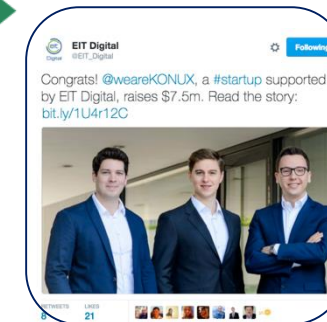 EIT Digital
@EIT_Digital
Following
Congrats! @weareKONUX, a #startup supported
by EIT Digital, raises $7.5m. Read the story:
bit.ly/1U4r12C
RETWEETS LIKES
8 21